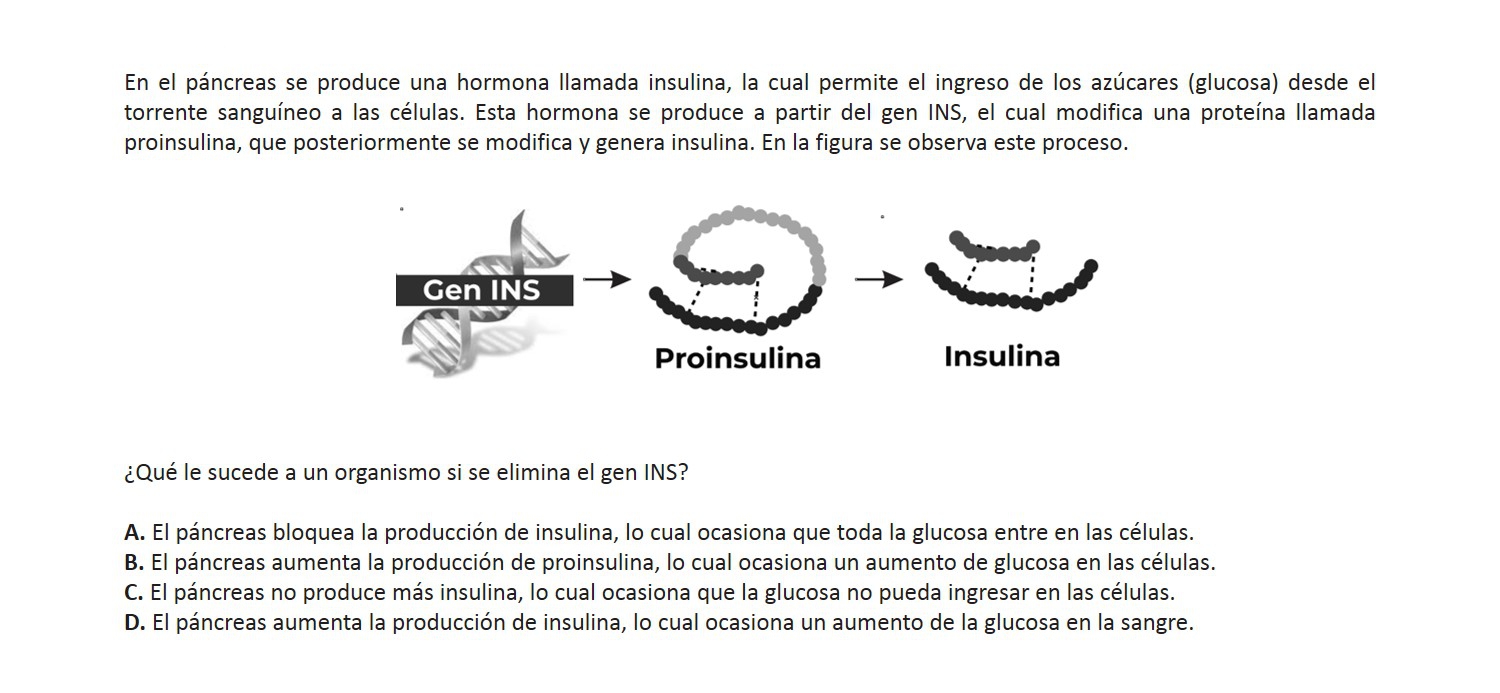 En el páncreas se produce una hormona llamada insulina, la cual permite el ingreso de los azúcares (glucosa) desde el
torrente sanguíneo a las células. Esta hormona se produce a partir del gen INS, el cual modifica una proteína llamada
proinsulina, que posteriormente se modifica y genera insulina. En la figura se observa este proceso.
Gen INS
Proinsulina
Insulina
¿Qué le sucede a un organismo si se elimina el gen INS?
A. El páncreas bloquea la producción de insulina, lo cual ocasiona que toda la glucosa entre en las células.
B. El páncreas aumenta la producción de proinsulina, lo cual ocasiona un aumento de glucosa en las células.
C. El páncreas no produce más insulina, lo cual ocasiona que la glucosa no pueda ingresar en las células.
D. El páncreas aumenta la producción de insulina, lo cual ocasiona un aumento de la glucosa en la sangre.